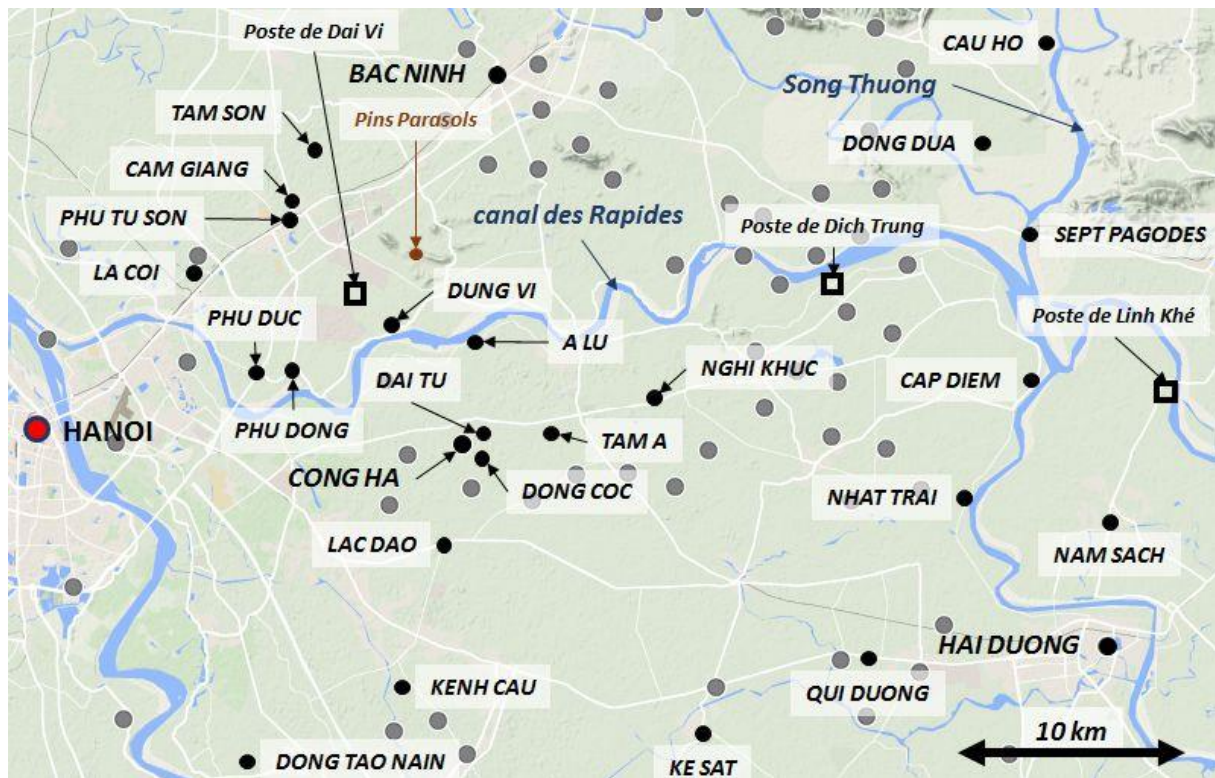 Poste de Dai Vi
CAU HO
BAC NINH
Song Thuong
TAM SON
Pins Parasols
DONG DUA
CAM GIANG
PHU TU SON
canal des Rapides
Poste de Dich Trung
SEPT PAGODES
LA COI
DUNG VI
PHU DUC
Poste de Linh Khé
A LU
DAI TU
NGHI KHUC
CAP DIEM
HANOI
PHU DONG
TAM A
CONG HA
DONG COC
NHAT TRAI
LAC DAO
NAM SACH
HAI DUONG
KENH CAU
QUI DUONG
10 km
DONG TAO NAIN
KE SAT